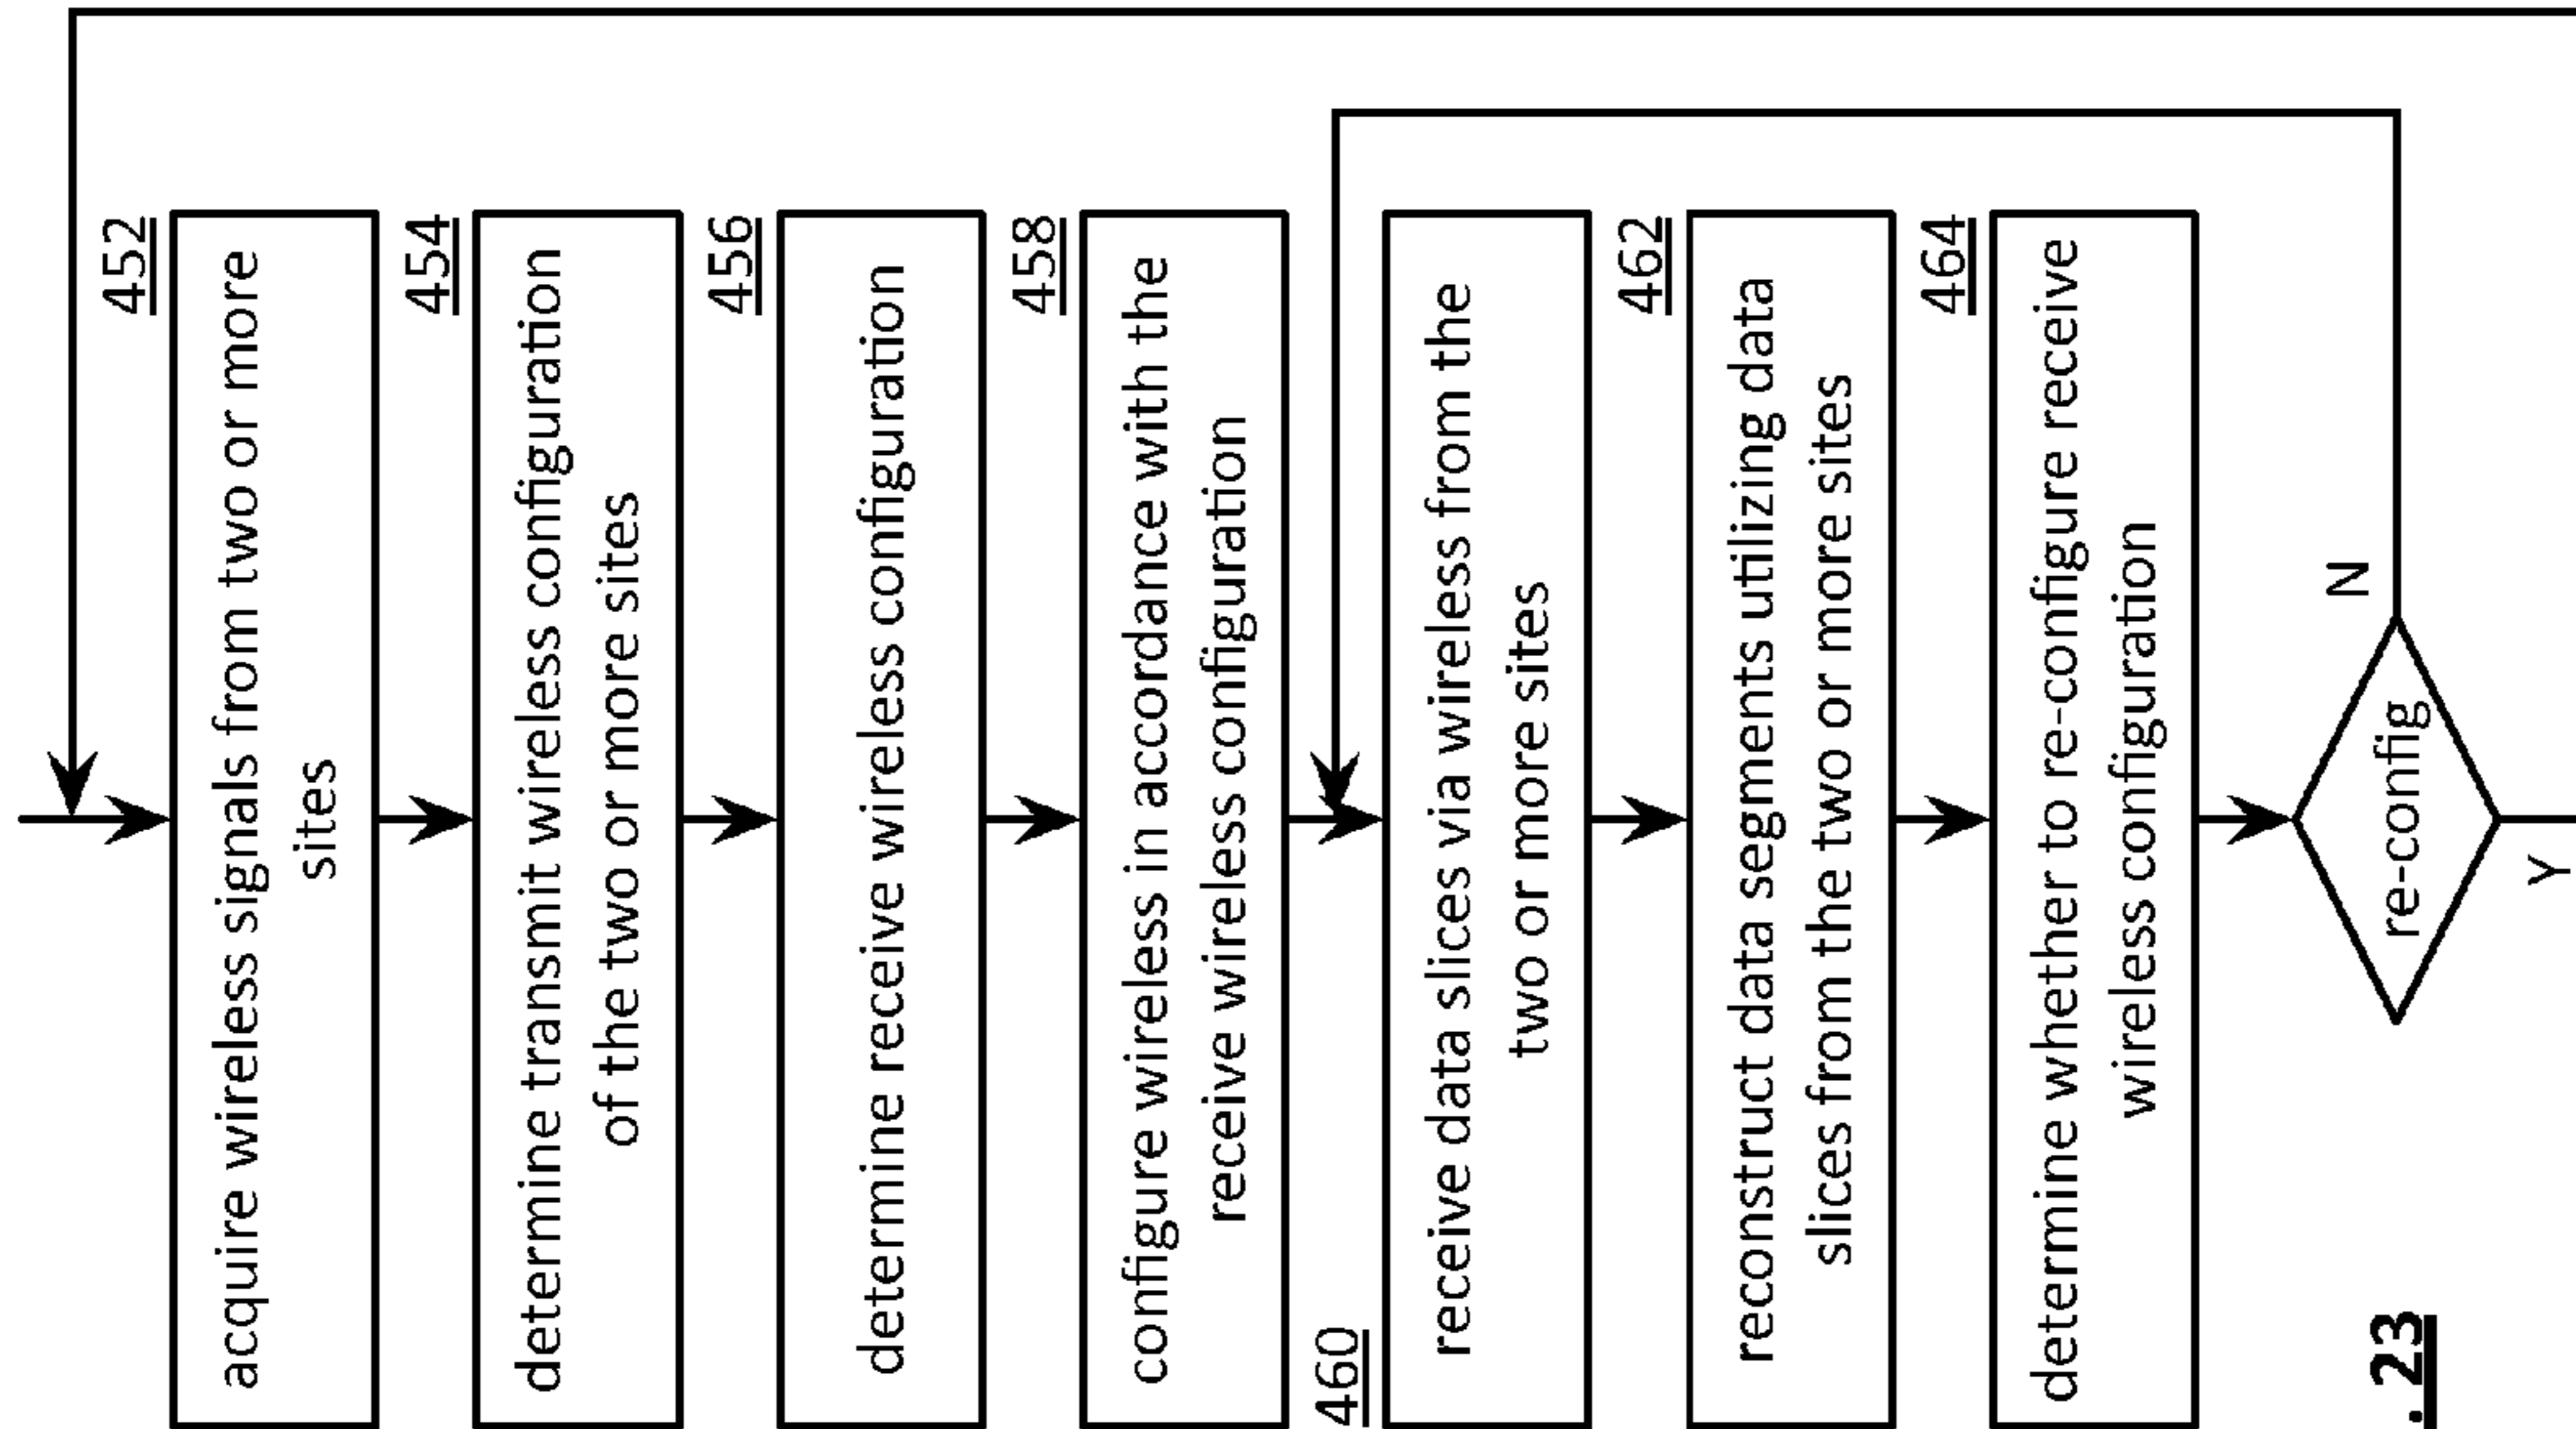 452
acquire wireless signals from two or more
sites
454
determine transmit wireless configuration
of the two or more sites
456
determine receive wireless configuration
458
configure wireless in accordance with the
receive wireless configuration
460
receive data slices via wireless from the
two or more sites
462
reconstruct data segments utilizing data
slices from the two or more sites
464
determine whether to re-configure receive
wireless configuration
re-config
N
Y
. 23